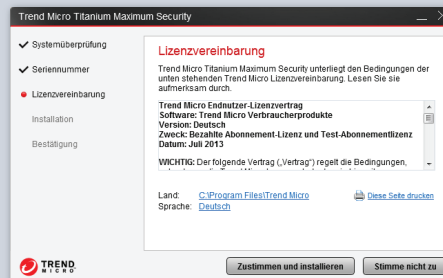 Trend Micro Titanium Maximum Security
Systemüberprüfung
Seriennummer
Lizenzvereinbarung
Installation
Bestätigung
Lizenzvereinbarung
Trend Micro Titanium Maximum Security unterliegt den Bedingungen der
unten stehenden Trend Micro Lizenzvereinbarung. Lesen Sie sie
aufmerksam durch.
Trend Micro Endnutzer-Lizenzvertrag
Software: Trend Micro Verbraucherprodukte
Version: Deutsch
Zweck: Bezahlte Abonnement-Lizenz und Test-Abonnementlizenz
Datum: Juli 2013
WICHTIG: Der folgende Vertrag („Vertrag") regelt die Bedingungen,
Land: C:\Program Files\Trend Micro
Diese Seite drucken
Sprache: Deutsch
TREND
MICRO
Zustimmen und installieren
Stimme nicht zu